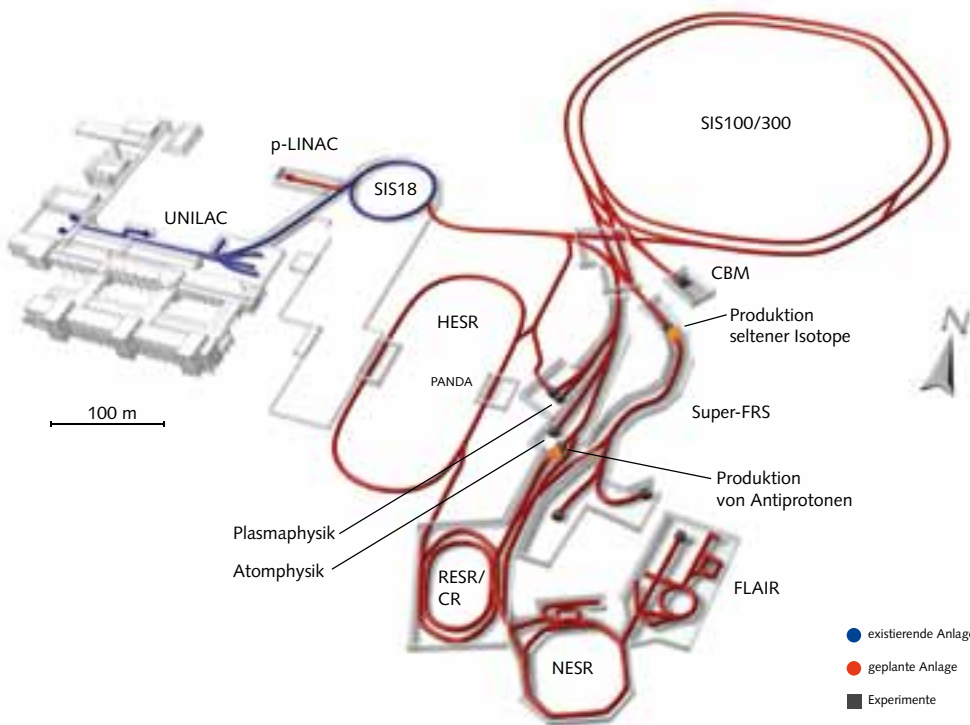 SIS100/300
p-LINAC
SIS18
UNILAC
CBM
Produktion
seltener Isotope
N
HESR
PANDA
100 m
Super-FRS
Produktion
von Antiprotonen
Plasmaphysik
Atomphysik
RESR/
CR
FLAIR
NESR
existierende Anlage
geplante Anlage
Experimente